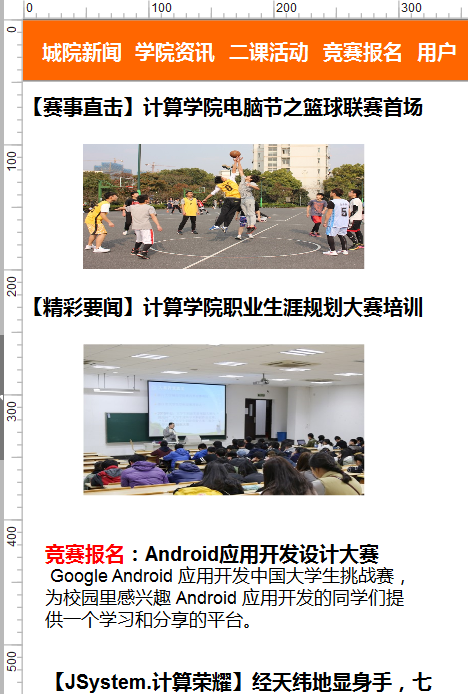 0 100 200 300
0
城院新闻 学院资讯 二课活动 竞赛报名 用户
【赛事直击】计算学院电脑节之篮球联赛首场
100
200
【精彩要闻】计算学院职业生涯规划大赛培训
300
400
竞赛报名：Android应用开发设计大赛
Google Android 应用开发中国大学生挑战赛，
为校园里感兴趣 Android 应用开发的同学们提
供一个学习和分享的平台。
500
【JSystem.计算荣耀】经天纬地显身手，七